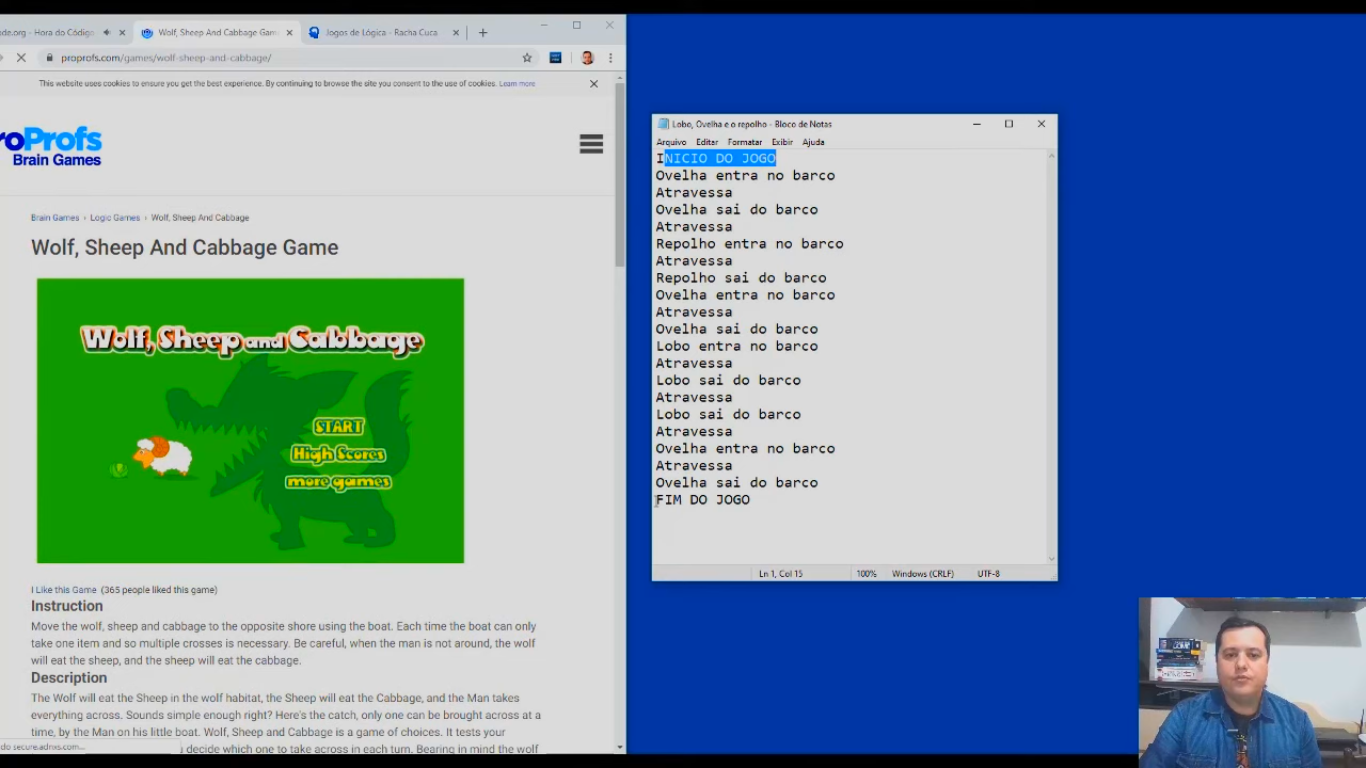 de.org - Hora do Código
Wolf, Sheep And Cabbage Gam
Jogos de Lógica - Racha Cuca
proprofs.com/games/wolf-sheep-and-cabbage/
This website uses cookies to ensure you get the best experience. By continuing to browse the site you consent to the use of cookies. Learn more
roProfs
Brain Games
Brain Games › Logic Games › Wolf, Sheep And Cabbage
Wolf, Sheep And Cabbage Game
Wolf, Sheep and Cabbage
START
High Scores
more games
I Like this Game (365 people liked this game)
Instruction
Move the wolf, sheep and cabbage to the opposite shore using the boat. Each time the boat can only
take one item and so multiple crosses is necessary. Be careful, when the man is not around, the wolf
will eat the sheep, and the sheep will eat the cabbage.
Description
The Wolf will eat the Sheep in the wolf habitat, the Sheep will eat the Cabbage, and the Man takes
everything across. Sounds simple enough right? Here's the catch, only one can be brought across at a
time, by the Man on his little boat. Wolf, Sheep and Cabbage is a game of choices. It tests your
decide which one to take across in each turn. Bearing in mind the wolf
do secure.adnxs.com...
Lobo, Ovelha e o repolho - Bloco de Notas
Arquivo Editar Formatar Exibir Ajuda
INICIO DO JOGO
Ovelha entra no barco
Atravessa
Ovelha sai do barco
Atravessa
Repolho entra no barco
Atravessa
Repolho sai do barco
Ovelha entra no barco
Atravessa
Ovelha sai do barco
Lobo entra no barco
Atravessa
Lobo sai do barco
Atravessa
Lobo sai do barco
Atravessa
Ovelha entra no barco
Atravessa
Ovelha sai do barco
FIM DO JOGO
Ln 1, Col 15 100% Windows (CRLF) UTF-8